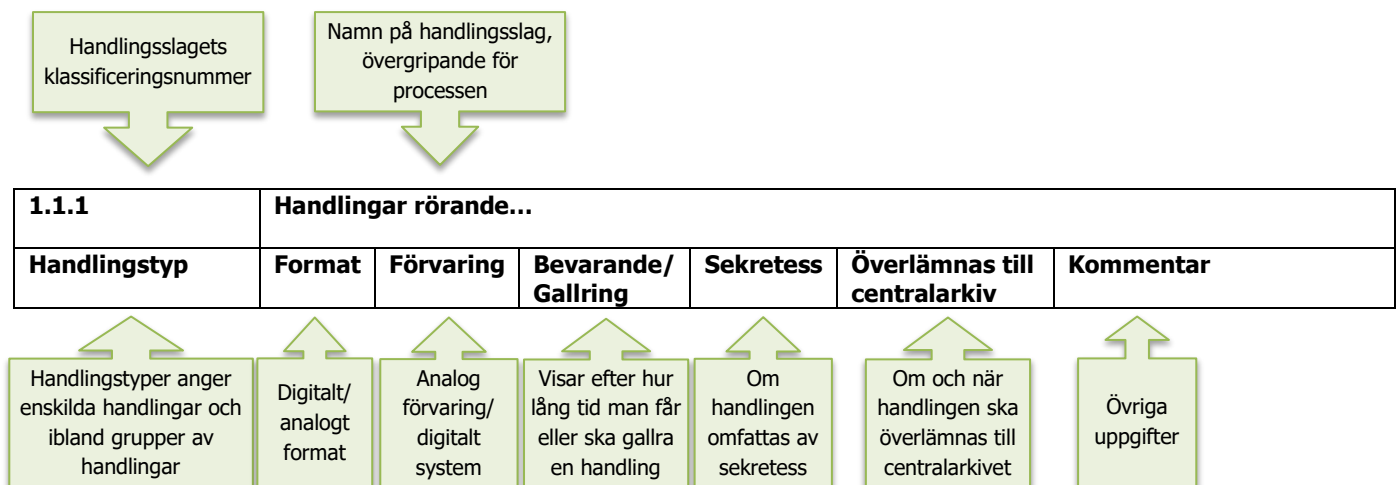 Handlingsslagets
klassificeringsnummer
Namn på handlingsslag,
övergripande för
processen
1.1.1
Handlingar rörande…
Handlingstyp
Format
Förvaring
Bevarande/
Gallring
Sekretess
Överlämnas till
centralarkiv
Kommentar
Handlingstyper anger
enskilda handlingar och
ibland grupper av
handlingar
Digitalt/
analogt
format
Analog
förvaring/
digitalt
system
Visar efter hur
lång tid man får
eller ska gallra
en handling
Om
handlingen
omfattas av
sekretess
Om och när
handlingen ska
överlämnas till
centralarkivet
Övriga
uppgifter